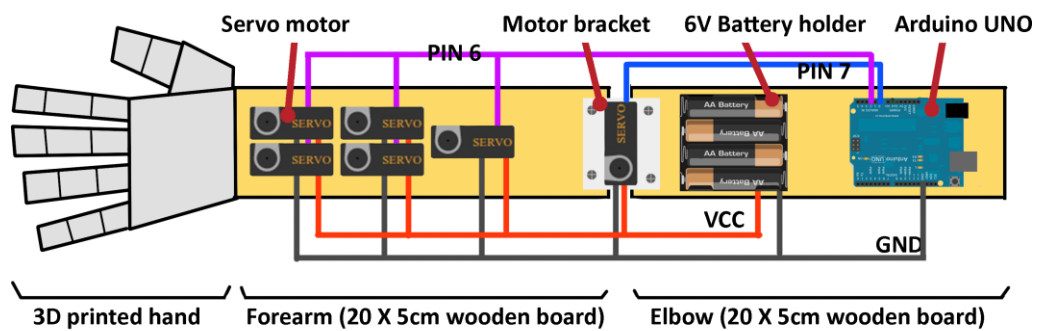 Servo motor
Motor bracket
6V Battery holder
Arduino UNO
PIN 6
PIN 7
SERVO
SERVO
SERVO
SERVO
SERVO
SERVO
AA Battery
AA Battery
AA Battery
AA Battery
Arduino UNO
VCC
GND
3D printed hand
Forearm (20 X 5cm wooden board)
Elbow (20 X 5cm wooden board)